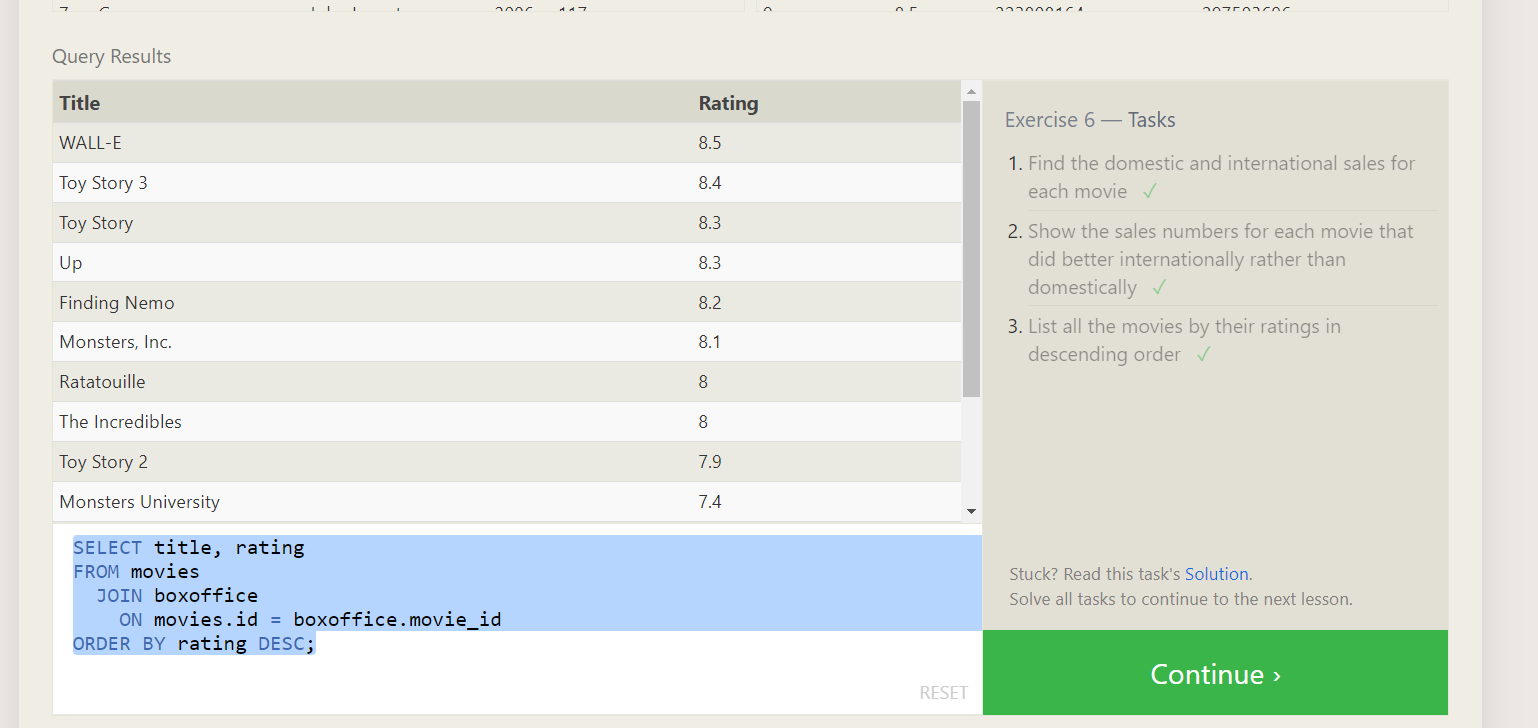 Query Results
Title Rating
WALL-E 8.5
Toy Story 3 8.4
Toy Story 8.3
Up 8.3
Finding Nemo 8.2
Monsters, Inc. 8.1
Ratatouille 8
The Incredibles 8
Toy Story 2 7.9
Monsters University 7.4
SELECT title, rating
FROM movies
JOIN boxoffice
ON movies.id = boxoffice.movie_id
ORDER BY rating DESC;
RESET
Exercise 6 — Tasks
1. Find the domestic and international sales for
each movie ✓
2. Show the sales numbers for each movie that
did better internationally rather than
domestically ✓
3. List all the movies by their ratings in
descending order ✓
Stuck? Read this task's Solution.
Solve all tasks to continue to the next lesson.
Continue ›